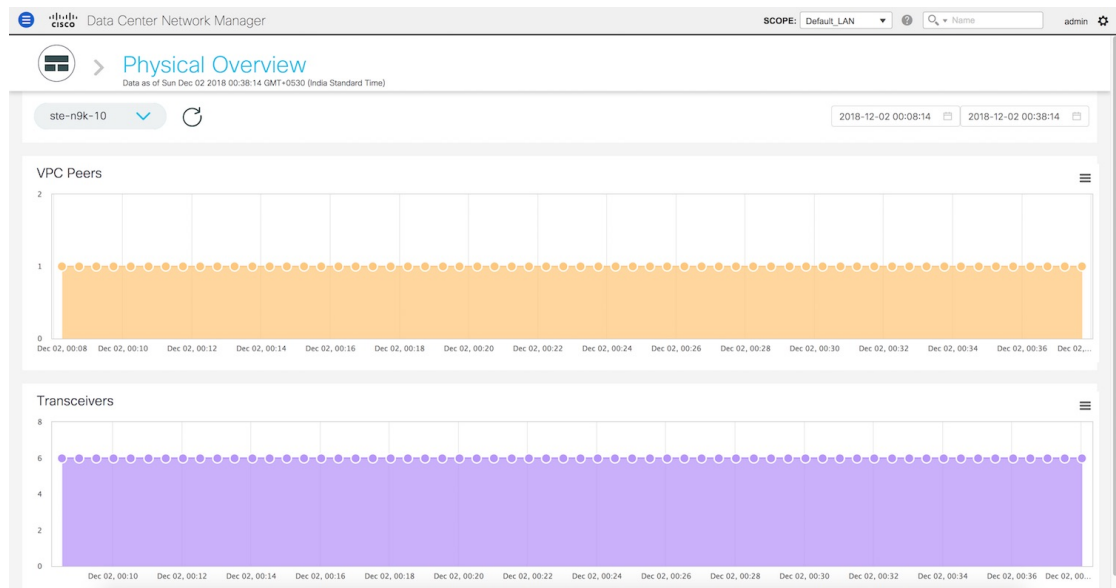 cisco Data Center Network Manager SCOPE: Default_LAN Name admin
Physical Overview
Data as of Sun Dec 02 2018 00:38:14 GMT+0530 (India Standard Time)
ste-n9k-10 2018-12-02 00:08:14 2018-12-02 00:38:14
VPC Peers
2
1
0
Dec 02, 00:08 Dec 02, 00:10 Dec 02, 00:12 Dec 02, 00:14 Dec 02, 00:16 Dec 02, 00:18 Dec 02, 00:20 Dec 02, 00:22 Dec 02, 00:24 Dec 02, 00:26 Dec 02, 00:28 Dec 02, 00:30 Dec 02, 00:32 Dec 02, 00:34 Dec 02, 00:36 Dec 02,...
Transceivers
8
6
4
2
0
Dec 02, 00:10 Dec 02, 00:12 Dec 02, 00:14 Dec 02, 00:16 Dec 02, 00:18 Dec 02, 00:20 Dec 02, 00:22 Dec 02, 00:24 Dec 02, 00:26 Dec 02, 00:28 Dec 02, 00:30 Dec 02, 00:32 Dec 02, 00:34 Dec 02, 00:36 Dec 02, 00...